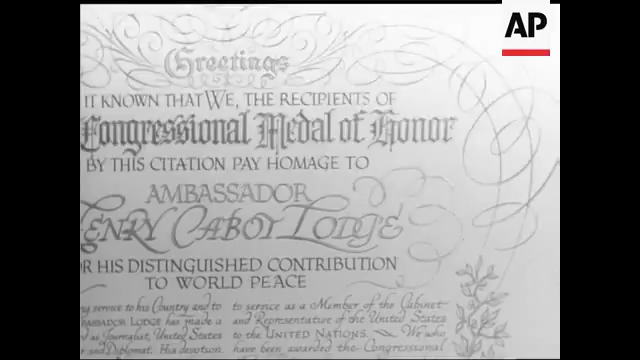 AP
Greetings
IT KNOWN THAT WE, THE RECIPIENTS OF
Congressional Medal of Honor
BY THIS CITATION PAY HOMAGE TO
AMBASSADOR
HENRY CABOT LODGE
FOR HIS DISTINGUISHED CONTRIBUTION
TO WORLD PEACE
service to his Country and to
AMBASSADOR LODGE has made a
as Journalist, United States
and Diplomat. His devotion
to service as a Member of the Cabinet
and Representative of the United States
to the UNITED NATIONS. We who
have been awarded the Congressional